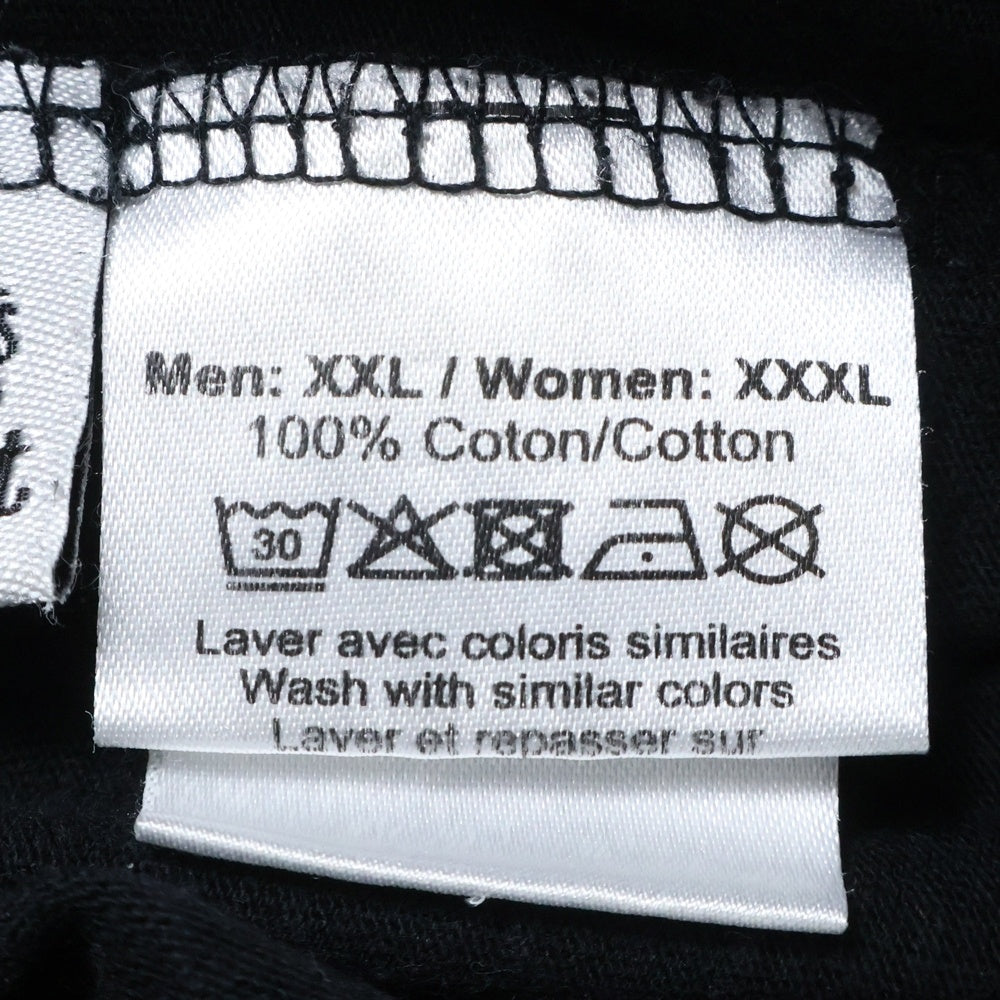 Men: XXL / Women: XXXL
100% Coton/Cotton
30
Laver avec coloris similaires
Wash with similar colors
Laver et repasser sur